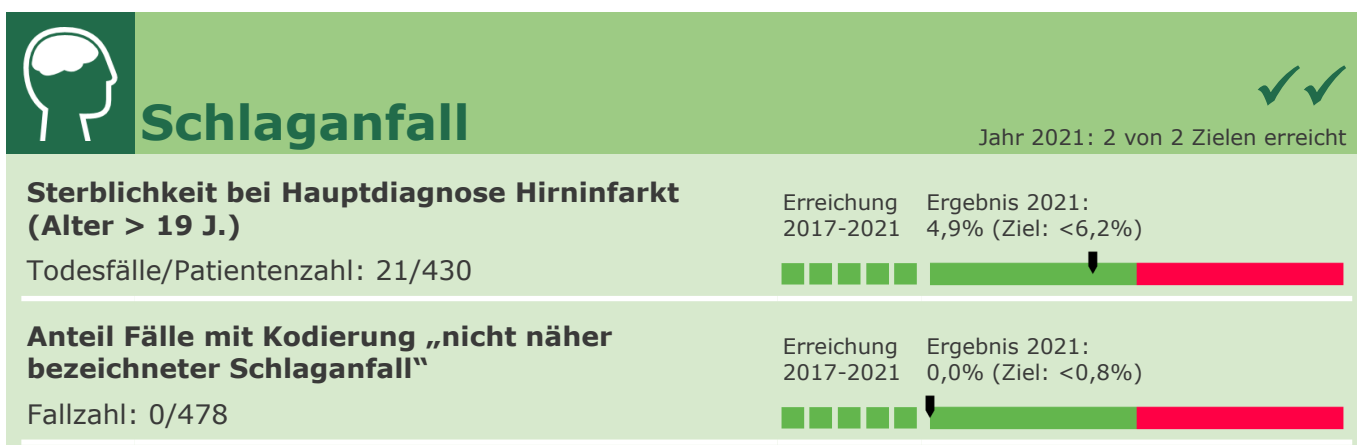 Schlaganfall
Jahr 2021: 2 von 2 Zielen erreicht
Sterblichkeit bei Hauptdiagnose Hirninfarkt
(Alter > 19 J.)
Todesfälle/Patientenzahl: 21/430
Erreichung
2017-2021
Ergebnis 2021:
4,9% (Ziel: <6,2%)
Anteil Fälle mit Kodierung „nicht näher
bezeichneter Schlaganfall“
Fallzahl: 0/478
Erreichung
2017-2021
Ergebnis 2021:
0,0% (Ziel: <0,8%)